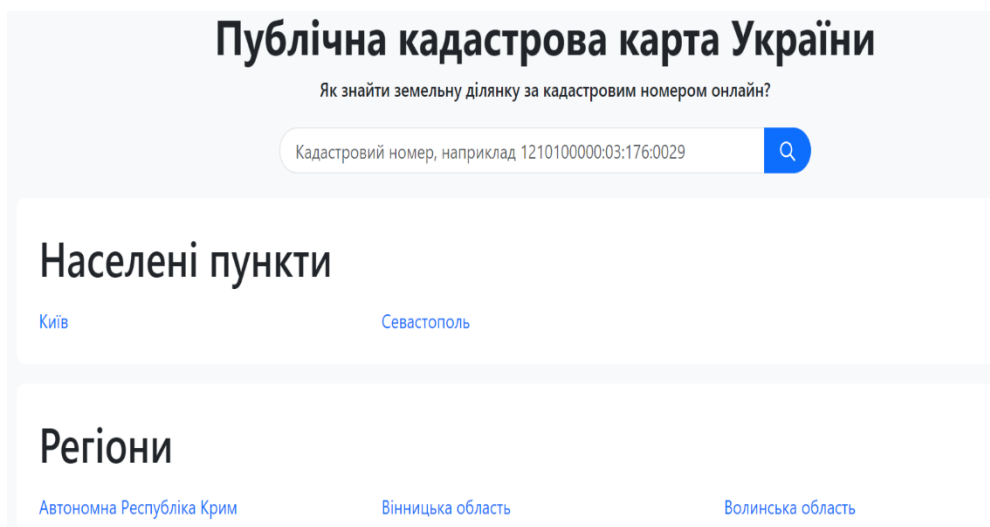 Публічна кадастрова карта України
Як знайти земельну ділянку за кадастровим номером онлайн?
Кадастровий номер, наприклад 1210100000:03:176:0029
Населені пункти
Київ Севастополь
Регіони
Автономна Республіка Крим Вінницька область Волинська область